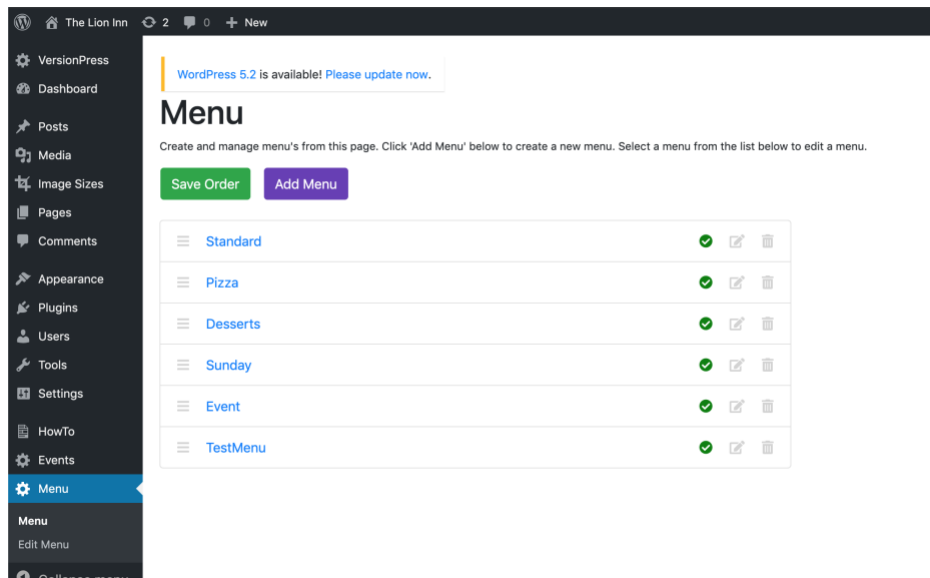 The Lion Inn 2 0 New
VersionPress
Dashboard
Posts
Media
Image Sizes
Pages
Comments
Appearance
Plugins
Users
Tools
Settings
HowTo
Events
Menu
Menu
Edit Menu
Collapse menu
WordPress 5.2 is available! Please update now.
Menu
Create and manage menu's from this page. Click 'Add Menu' below to create a new menu. Select a menu from the list below to edit a menu.
Save Order Add Menu
Standard
Pizza
Desserts
Sunday
Event
TestMenu